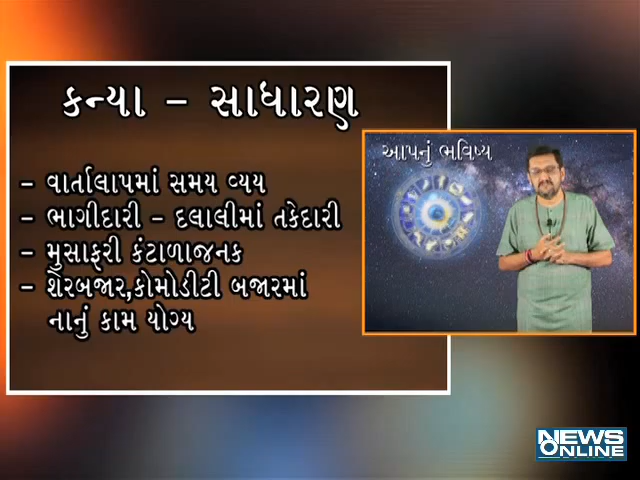 કન્યા – સાધારણ
– વાર્તાલાપમાં સમય વ્યય
– ભાગીદારી – દલાલીમાં તકેદારી
– મુસાફરી કંટાળાજનક
– શેરબજાર,કોમોડીટી બજારમાં
નાનું કામ યોગ્ય
આપનું ભવિષ્ય
NEWS
ONLINE